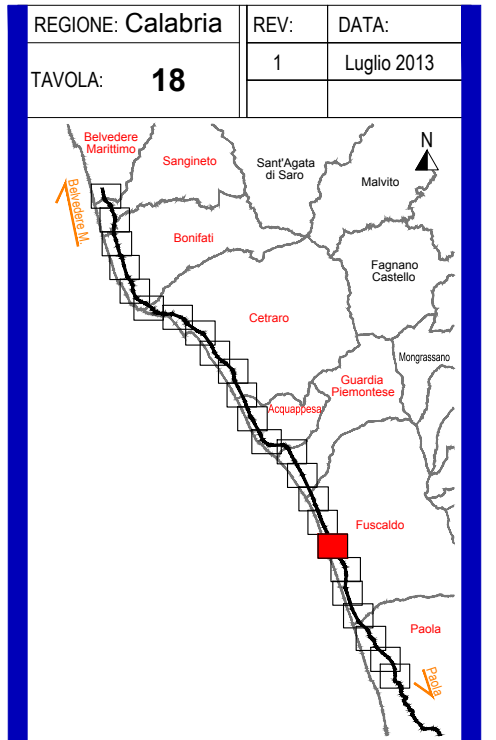 REGIONE: Calabria
REV:
DATA:
TAVOLA: 18
1
Luglio 2013
Belvedere
Marittimo
Sangineto
Sant'Agata
di Saro
Malvito
N
Belvedere M.
Bonifati
Fagnano
Castello
Cetraro
Mongrassano
Guardia
Piemontese
Acquappesa
Fuscaldo
Paola
Paola